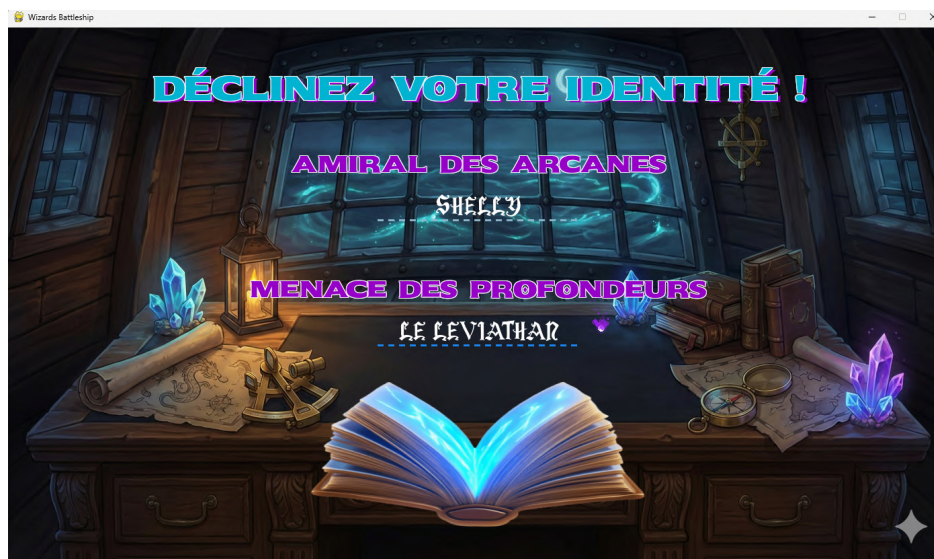 Wizards Battleship
DÉCLINEZ VOTRE IDENTITÉ !
AMIRAL DES ARCANES
SHELLY
MENACE DES PROFONDEURS
LE LEVIATHAN